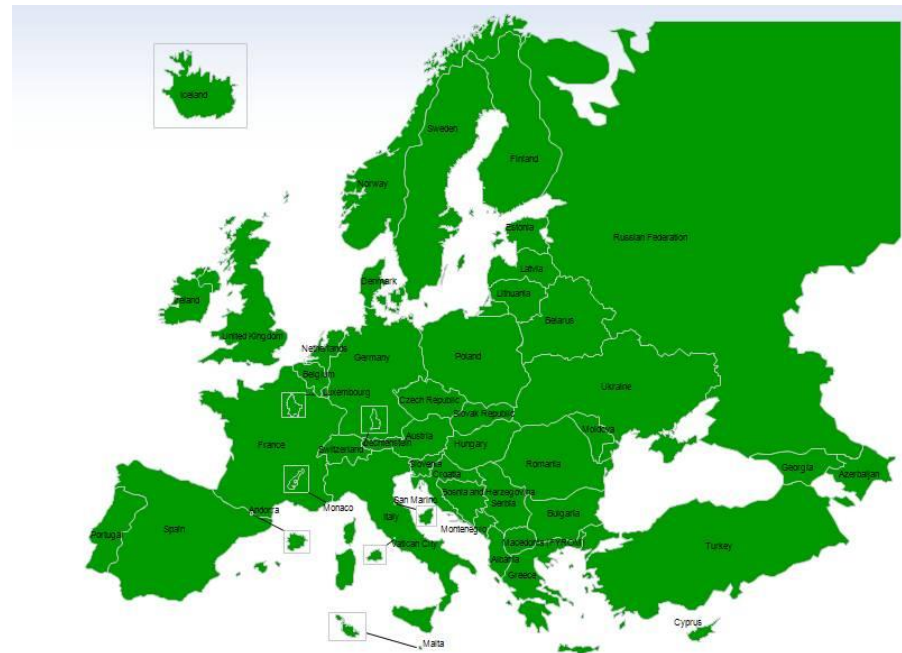 Iceland
Sweden
Finland
Norway
Estonia
Russian Federation
Latvia
Denmark
Lithuania
Ireland
Belarus
United Kingdom
Netherlands
Germany
Poland
Belgium
Ukraine
Luxembourg
Czech Republic
Slovak Republic
Moldova
France
Switzerland
Liechtenstein
Austria
Hungary
Romania
Slovenia
Croatia
Georgia
Azerbaijan
Bosnia and Herzegovina
San Marino
Serbia
Monaco
Andorra
Italy
Bulgaria
Portugal
Spain
Montenegro
Vatican City
Macedonia (FYROM)
Turkey
Albania
Greece
Cyprus
Malta